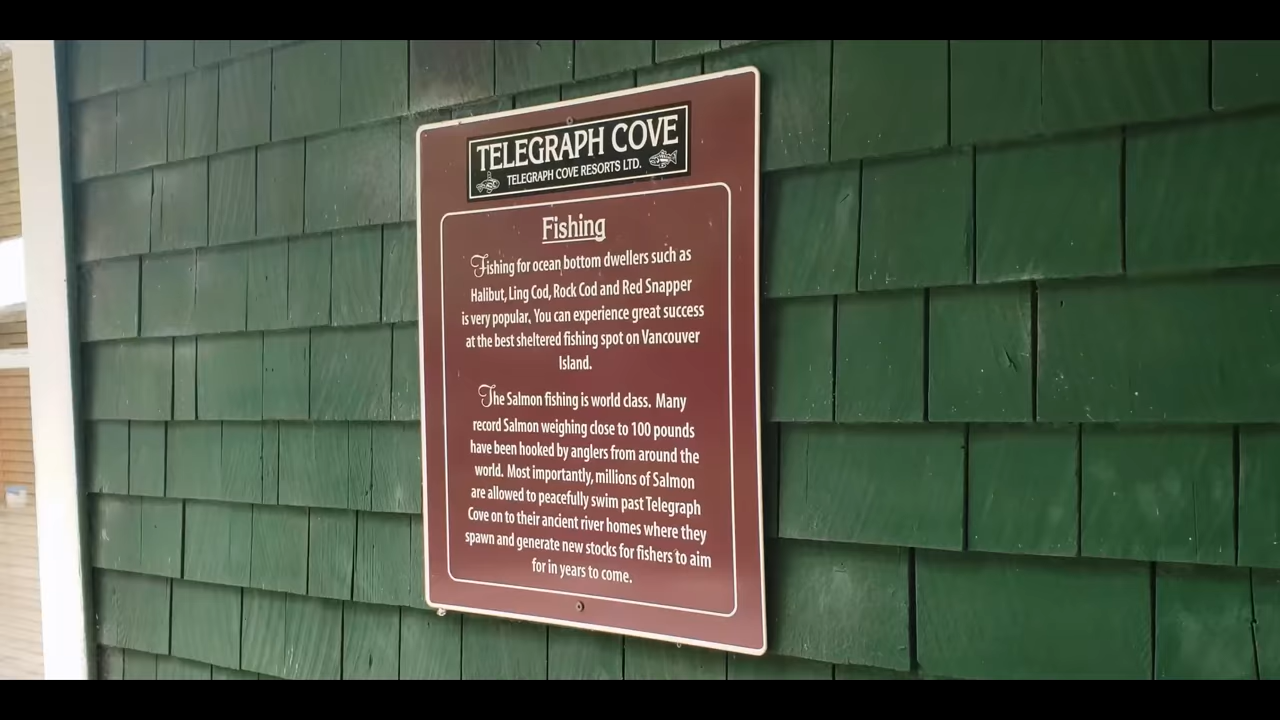 TELEGRAPH COVE
TELEGRAPH COVE RESORTS LTD.
Fishing
Fishing for ocean bottom dwellers such as
Halibut, Ling Cod, Rock Cod and Red Snapper
is very popular. You can experience great success
at the best sheltered fishing spot on Vancouver
Island.
The Salmon fishing is world class. Many
record Salmon weighing close to 100 pounds
have been hooked by anglers from around the
world. Most importantly, millions of Salmon
are allowed to peacefully swim past Telegraph
Cove on to their ancient river homes where they
spawn and generate new stocks for fishers to aim
for in years to come.